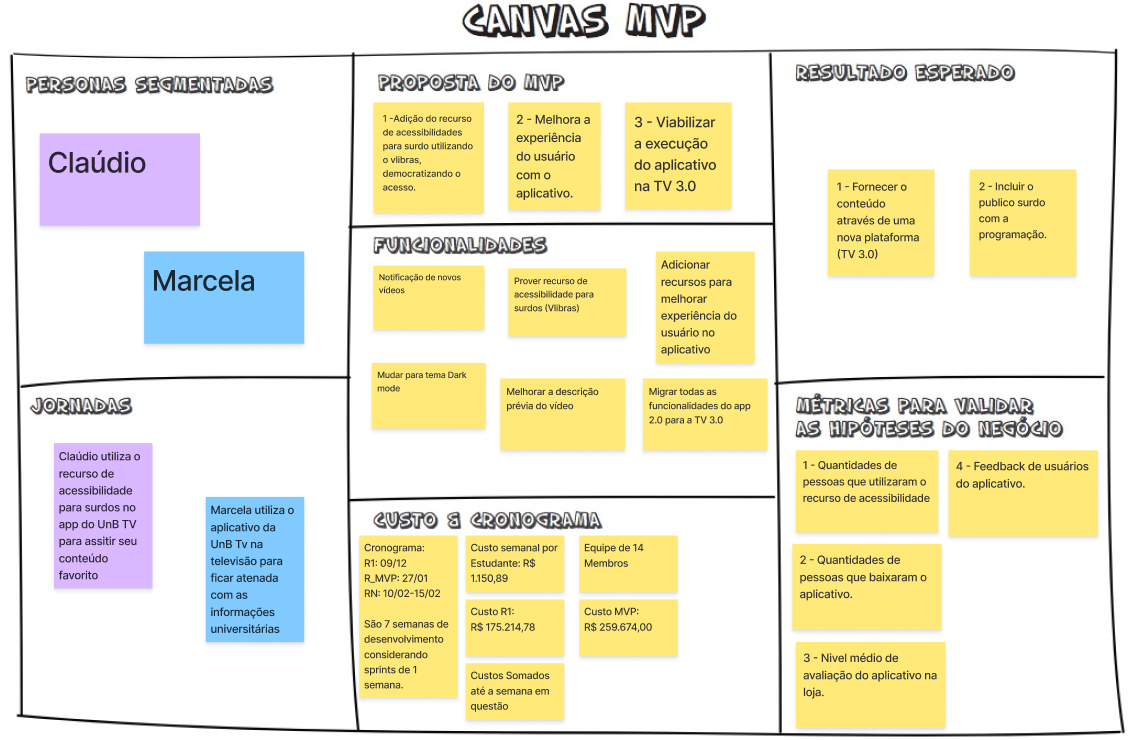 CANVAS MVP
PERSONAS SEGMENTADAS
Claúdio
Marcela
PROPOSTA DO MVP
1 -Adição do recurso
de acessibilidades
para surdo utilizando
o vlibras,
democratizando o
acesso.
2 - Melhora a
experiência
do usuário
com o
aplicativo.
3 - Viabilizar
a execução
do aplicativo
na TV 3.0
RESULTADO ESPERADO
1 - Fornecer o
conteúdo
através de uma
nova plataforma
(TV 3.0)
2 - Incluir o
publico surdo
com a
programação.
FUNCIONALIDADES
Notificação de novos
vídeos
Prover recurso de
acessibilidade para
surdos (Vlibras)
Adicionar
recursos para
melhorar
experiência do
usuário no
aplicativo
Mudar para tema Dark
mode
Melhorar a descrição
prévia do vídeo
Migrar todas as
funcionalidades do app
2.0 para a TV 3.0
JORNADAS
Claúdio utiliza o
recurso de
acessibilidade
para surdos no
app do UnB TV
para assitir seu
conteúdo
favorito
Marcela utiliza o
aplicativo da
UnB Tv na
televisão para
ficar atenada
com as
informações
universitárias
CUSTO & CRONOGRAMA
Cronograma:
R1: 09/12
R_MVP: 27/01
RN: 10/02-15/02
São 7 semanas de
desenvolvimento
considerando
sprints de 1
semana.
Custo semanal por
Estudante: R$
1.150,89
Equipe de 14
Membros
Custo R1:
R$ 175.214,78
Custo MVP:
R$ 259.674,00
Custos Somados
até a semana em
questão
MÉTRICAS PARA VALIDAR
AS HIPÓTESES DO NEGÓCIO
1 - Quantidades de
pessoas que utilizaram o
recurso de acessibilidade
4 - Feedback de usuários
do aplicativo.
2 - Quantidades de
pessoas que baixaram o
aplicativo.
3 - Nivel médio de
avaliação do aplicativo na
loja.